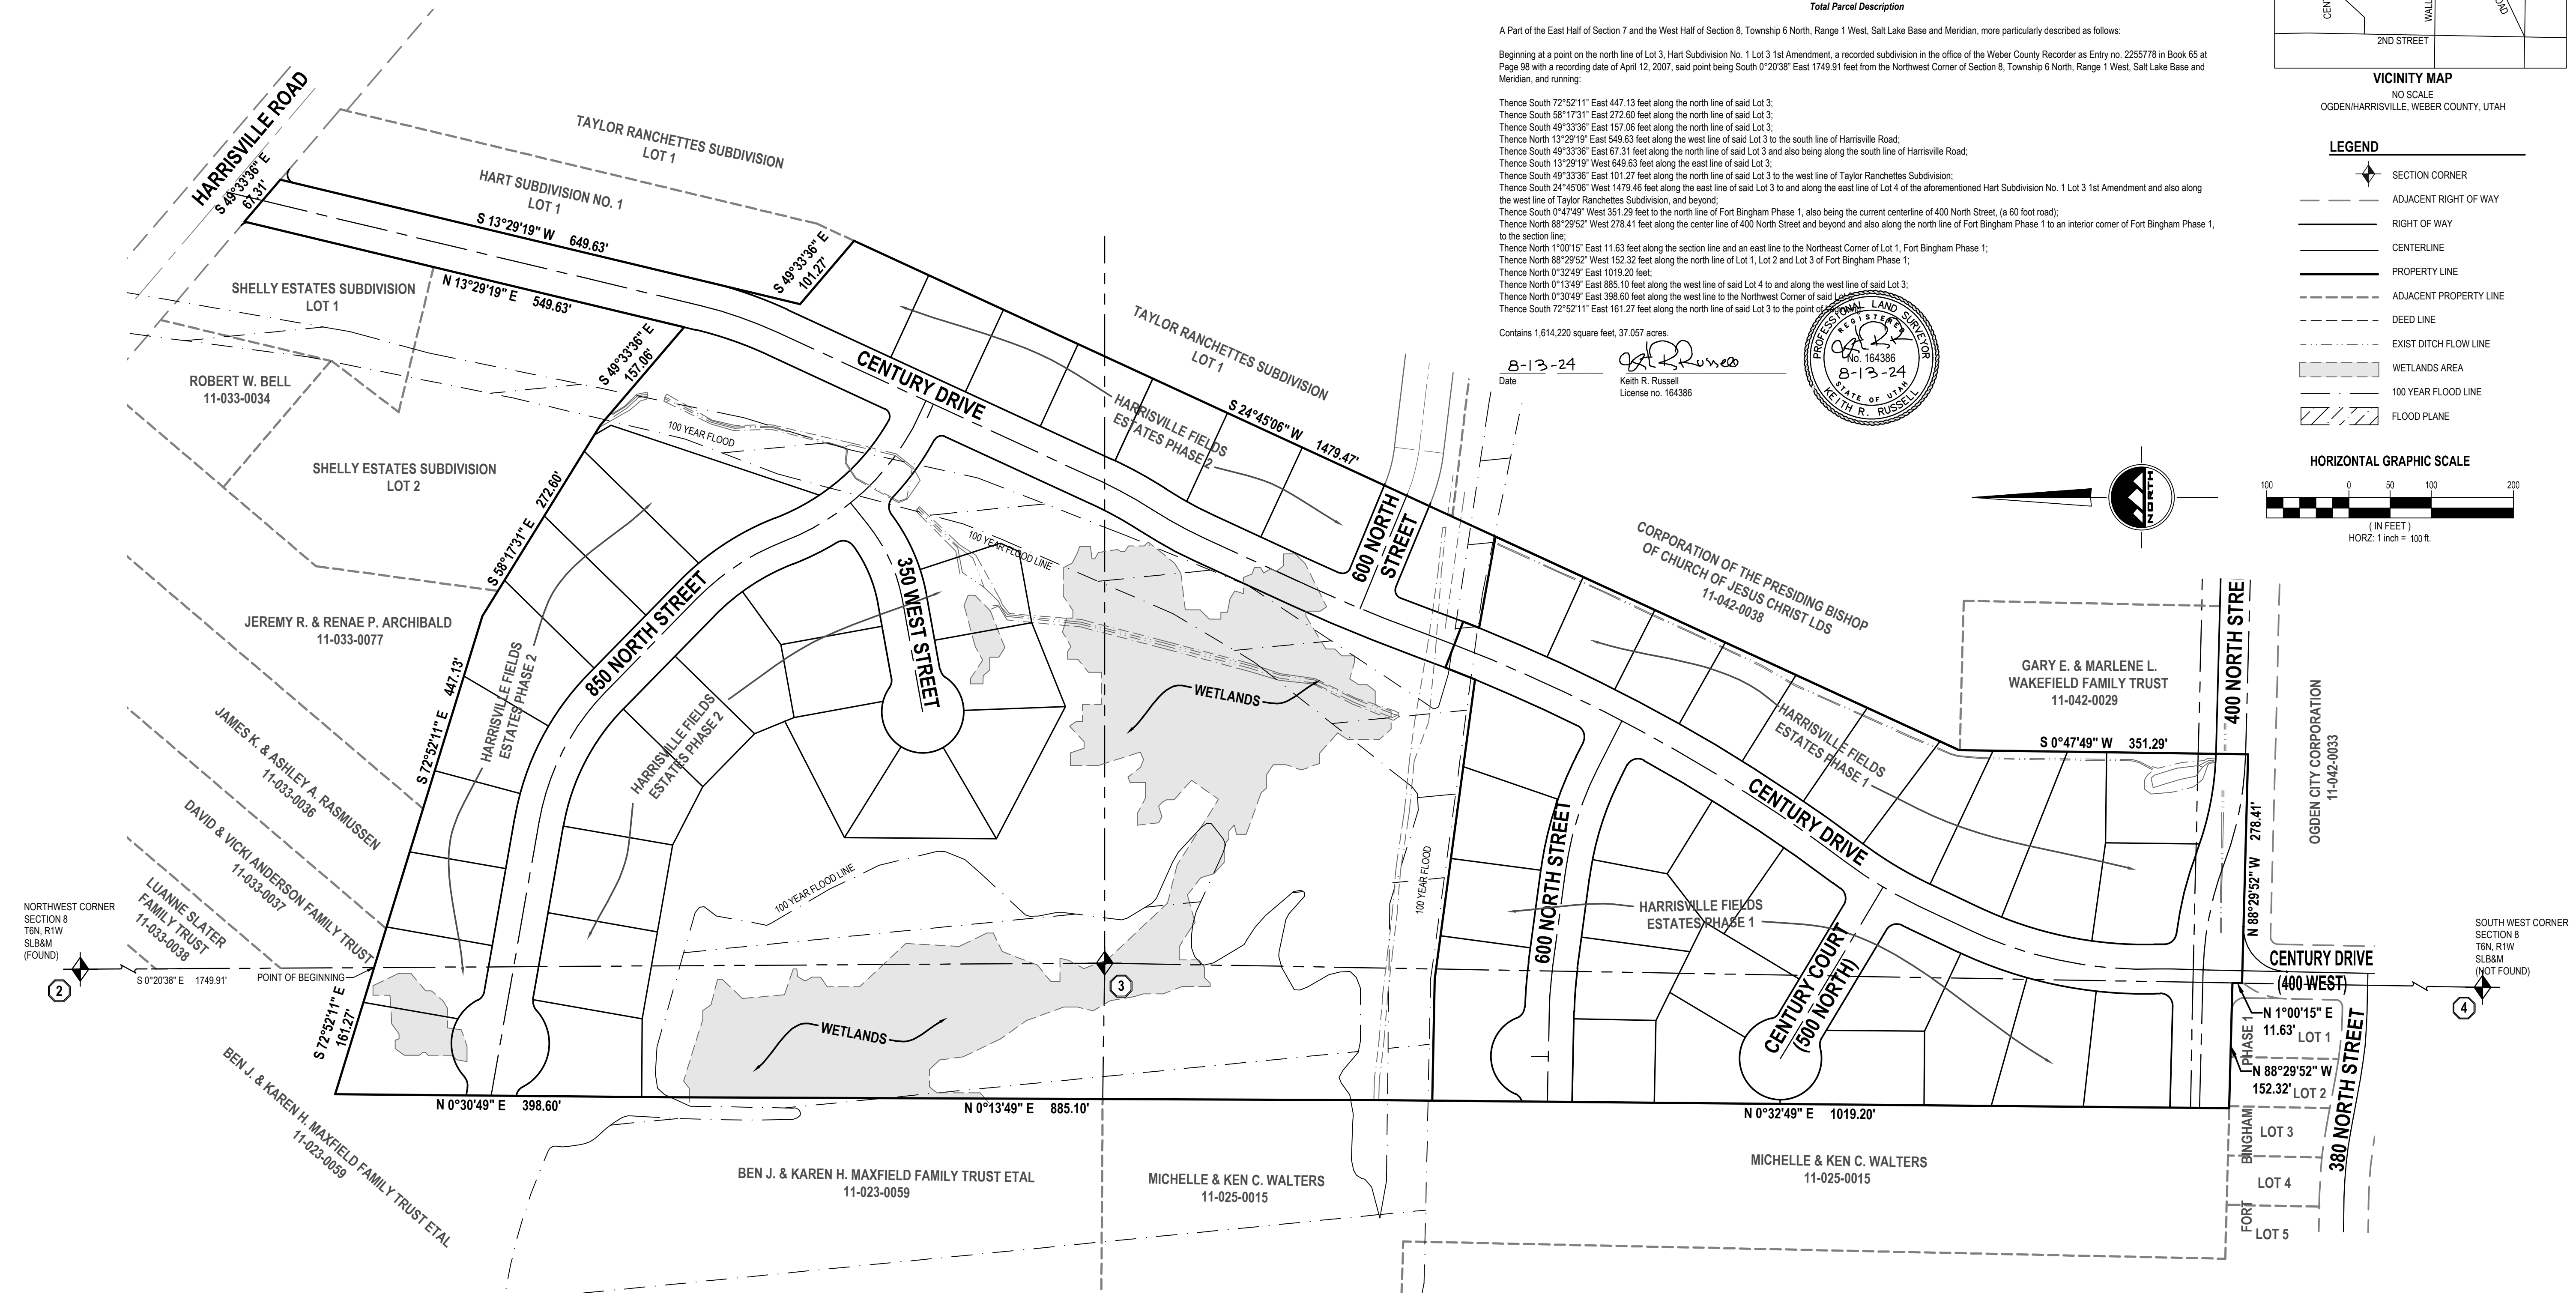 Total Parcel Description
A Part of the East Half of Section 7 and the West Half of Section 8, Township 6 North, Range 1 West, Salt Lake Base and Meridian, more particularly described as follows:
Beginning at a point on the north line of Lot 3, Hart Subdivision No. 1 Lot 3 1st Amendment, a recorded subdivision in the office of the Weber County Recorder as Entry no. 2255778 in Book 65 at
Page 98 with a recording date of April 12, 2007, said point being South 0°20'38" East 1749.91 feet from the Northwest Corner of Section 8, Township 6 North, Range 1 West, Salt Lake Base and
Meridian, and running:
Thence South 72°52'11" East 447.13 feet along the north line of said Lot 3;
Thence South 58°17'31" East 272.60 feet along the north line of said Lot 3;
Thence South 49°33'36" East 157.06 feet along the north line of said Lot 3;
Thence North 13°29'19" East 549.63 feet along the west line of said Lot 3 to the south line of Harrisville Road;
Thence South 49°33'36" East 67.31 feet along the north line of said Lot 3 and also being along the south line of Harrisville Road;
Thence South 13°29'19" West 649.63 feet along the east line of said Lot 3;
Thence South 49°33'36" East 101.27 feet along the north line of said Lot 3 to the west line of Taylor Ranchettes Subdivision;
Thence South 24°45'06" West 1479.46 feet along the east line of said Lot 3 to and along the east line of Lot 4 of the aforementioned Hart Subdivision No. 1 Lot 3 1st Amendment and also along
the west line of Taylor Ranchettes Subdivision, and beyond;
Thence South 0°47'49" West 351.29 feet to the north line of Fort Bingham Phase 1, also being the current centerline of 400 North Street, (a 60 foot road);
Thence North 88°29'52" West 278.41 feet along the center line of 400 North Street and beyond and also along the north line of Fort Bingham Phase 1 to an interior corner of Fort Bingham Phase 1,
to the section line;
Thence North 1°00'15" East 11.63 feet along the section line and an east line to the Northeast Corner of Lot 1, Fort Bingham Phase 1;
Thence North 88°29'52" West 152.32 feet along the north line of Lot 1, Lot 2 and Lot 3 of Fort Bingham Phase 1;
Thence North 0°32'49" East 1019.20 feet;
Thence North 0°13'49" East 885.10 feet along the west line of said Lot 4 to and along the west line of said Lot 3;
Thence North 0°30'49" East 398.60 feet along the west line to the Northwest Corner of said
Thence South 72°52'11" East 161.27 feet along the north line of said Lot 3 to the point of
Contains 1,614,220 square feet, 37.057 acres.
8-13-24
Date
Keith R. Russell
License no. 164386
PROFESSIONAL LAND SURVEYOR
REGISTERED
No. 164386
8-13-24
STATE OF UTAH
KEITH R. RUSSELL
2ND STREET
VICINITY MAP
NO SCALE
OGDEN/HARRISVILLE, WEBER COUNTY, UTAH
LEGEND
SECTION CORNER
ADJACENT RIGHT OF WAY
RIGHT OF WAY
CENTERLINE
PROPERTY LINE
ADJACENT PROPERTY LINE
DEED LINE
EXIST DITCH FLOW LINE
WETLANDS AREA
100 YEAR FLOOD LINE
FLOOD PLANE
NORTH
HORIZONTAL GRAPHIC SCALE
100 0 50 100 200
( IN FEET )
HORZ: 1 inch = 100 ft.
HARRISVILLE ROAD
S 49°33'36" E
67.31'
TAYLOR RANCHETTES SUBDIVISION
LOT 1
HART SUBDIVISION NO. 1
LOT 1
S 13°29'19" W 649.63'
S 49°33'36" E
101.27'
N 13°29'19" E 549.63'
SHELLY ESTATES SUBDIVISION
LOT 1
S 49°33'36" E
157.06'
ROBERT W. BELL
11-033-0034
SHELLY ESTATES SUBDIVISION
LOT 2
100 YEAR FLOOD
CENTURY DRIVE
TAYLOR RANCHETTES SUBDIVISION
LOT 1
HARRISVILLE FIELDS
ESTATES PHASE 2
S 24°45'06" W 1479.47'
600 NORTH
STREET
S 58°17'31" E 272.60'
850 NORTH STREET
350 WEST STREET
100 YEAR FLOOD LINE
CORPORATION OF THE PRESIDING BISHOP
OF CHURCH OF JESUS CHRIST LDS
11-042-0038
JEREMY R. & RENAE P. ARCHIBALD
11-033-0077
S 72°52'11" E 447.13'
HARRISVILLE FIELDS
ESTATES PHASE 2
HARRISVILLE FIELDS
ESTATES PHASE 2
WETLANDS
GARY E. & MARLENE L.
WAKEFIELD FAMILY TRUST
11-042-0029
400 NORTH STRE
S 0°47'49" W 351.29'
OGDEN CITY CORPORATION
11-042-0033
HARRISVILLE FIELDS
ESTATES PHASE 1
CENTURY DRIVE
JAMES K. & ASHLEY A. RASMUSSEN
11-033-0036
DAVID & VICKI ANDERSON FAMILY TRUST
11-033-0037
LUANNE SLATER
FAMILY TRUST
11-033-0038
100 YEAR FLOOD LINE
100 YEAR FLOOD
600 NORTH STREET
HARRISVILLE FIELDS
ESTATES PHASE 1
CENTURY COURT
(500 NORTH)
N 88°29'52" W 278.41'
NORTHWEST CORNER
SECTION 8
T6N, R1W
SLB&M
(FOUND)
2
S 0°20'38" E 1749.91'
POINT OF BEGINNING
3
CENTURY DRIVE
(400 WEST)
SOUTH WEST CORNER
SECTION 8
T6N, R1W
SLB&M
(NOT FOUND)
4
S 72°52'11" E
161.27'
WETLANDS
N 1°00'15" E
11.63'
LOT 1
N 88°29'52" W
152.32'
LOT 2
LOT 3
LOT 4
LOT 5
FORT BINGHAM PHASE 1
380 NORTH STREET
N 0°30'49" E 398.60'
N 0°13'49" E 885.10'
N 0°32'49" E 1019.20'
BEN J. & KAREN H. MAXFIELD FAMILY TRUST ETAL
11-023-0059
BEN J. & KAREN H. MAXFIELD FAMILY TRUST ETAL
11-023-0059
MICHELLE & KEN C. WALTERS
11-025-0015
MICHELLE & KEN C. WALTERS
11-025-0015